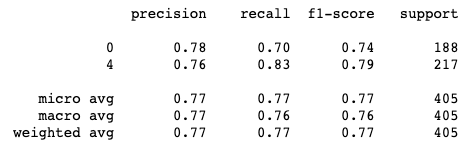 precision recall f1-score support
0 0.78 0.70 0.74 188
4 0.76 0.83 0.79 217
micro avg 0.77 0.77 0.77 405
macro avg 0.77 0.76 0.76 405
weighted avg 0.77 0.77 0.77 405